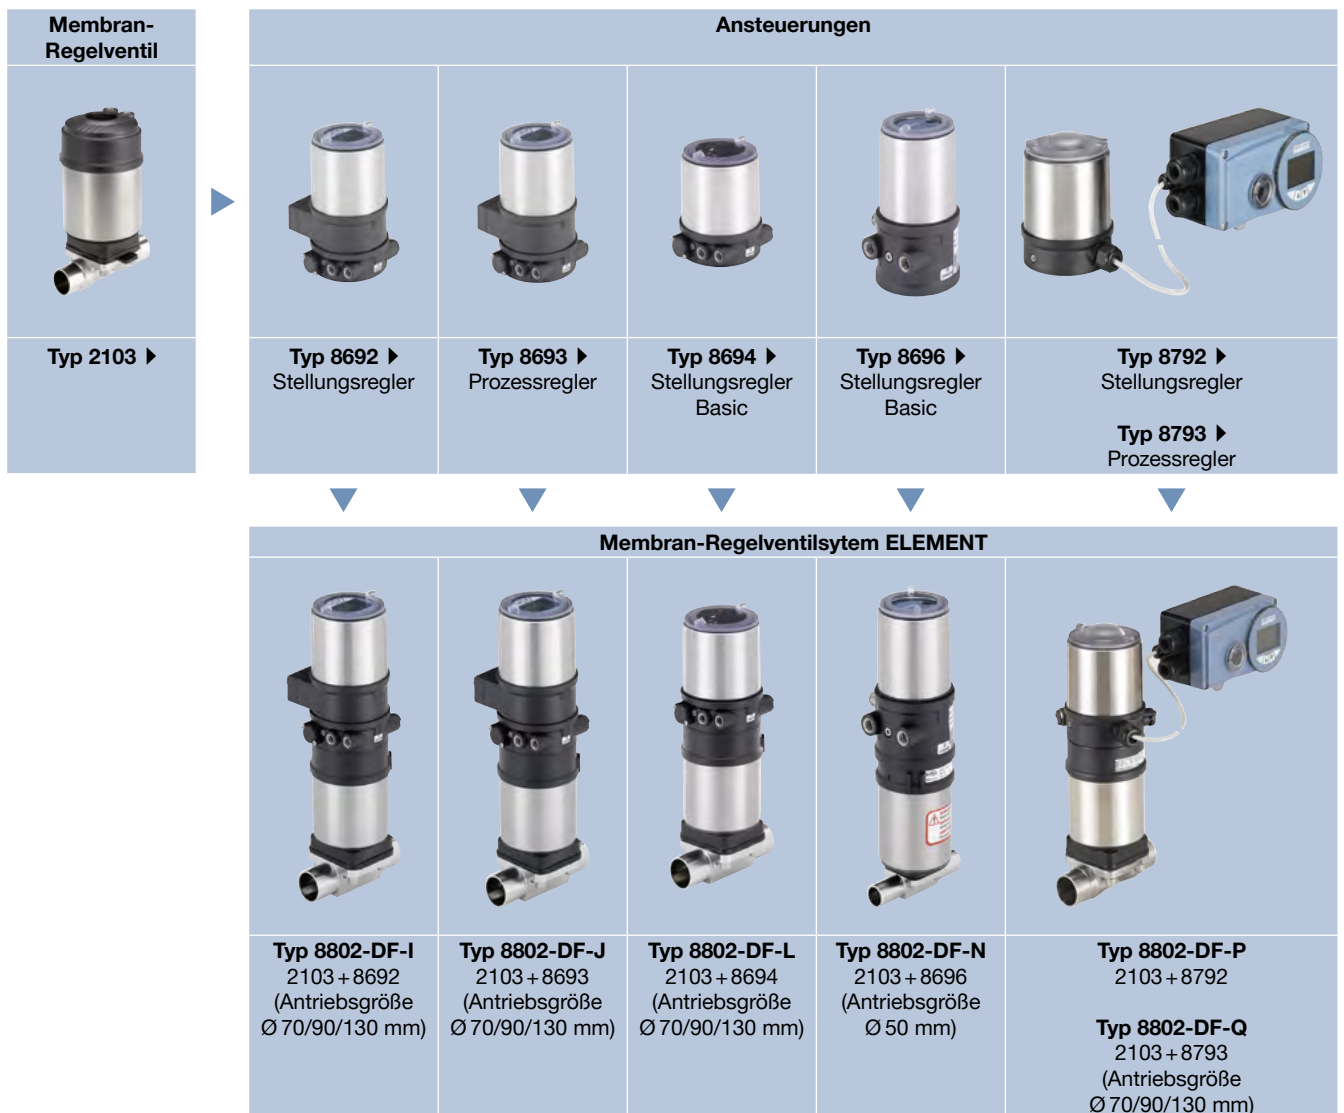 Membran-
Regelventil
Ansteuerungen
Typ 2103
Typ 8692
Stellungsregler
Typ 8693
Prozessregler
Typ 8694
Stellungsregler
Basic
Typ 8696
Stellungsregler
Basic
Typ 8792
Stellungsregler
Typ 8793
Prozessregler
Membran-Regelventilsytem ELEMENT
Typ 8802-DF-I
2103+8692
(Antriebsgröße
Ø 70/90/130 mm)
Typ 8802-DF-J
2103+8693
(Antriebsgröße
Ø 70/90/130 mm)
Typ 8802-DF-L
2103+8694
(Antriebsgröße
Ø 70/90/130 mm)
Typ 8802-DF-N
2103+8696
(Antriebsgröße
Ø 50 mm)
Typ 8802-DF-P
2103+8792
Typ 8802-DF-Q
2103+8793
(Antriebsgröße
Ø 70/90/130 mm)